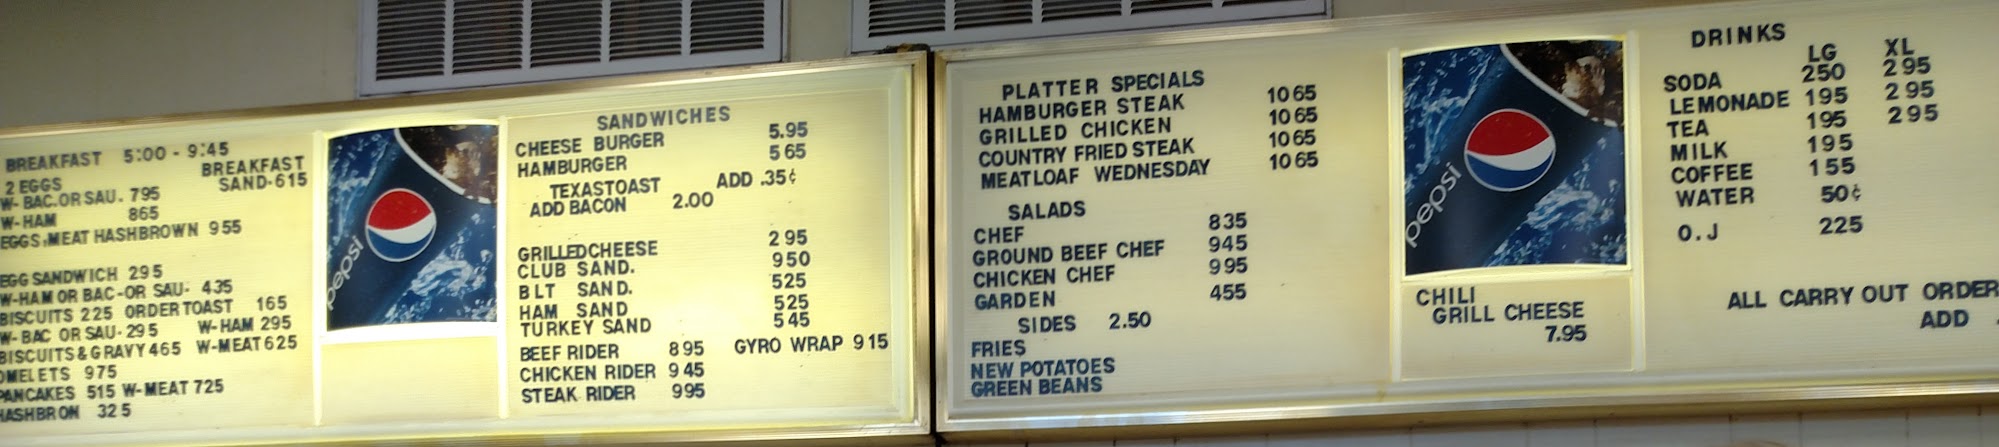 BREAKFAST 5:00 - 9:45
BREAKFAST
SAND-615
2 EGGS
W- BAC. OR SAU. 795
W-HAM 865
EGGS, MEAT HASHBROWN 955
EGG SANDWICH 295
W-HAM OR BAC-OR SAU- 435
BISCUITS 225 ORDER TOAST 165
W- BAC OR SAU- 295 W-HAM 295
BISCUITS & GRAVY 465 W-MEAT 625
OMELETS 975
PANCAKES 515 W-MEAT 725
HASHBRON 325
pepsi
SANDWICHES
CHEESE BURGER 5.95
HAMBURGER 565
TEXASTOAST ADD .35¢
ADD BACON 2.00
GRILLEDCHEESE 295
CLUB SAND. 950
BLT SAND. 525
HAM SAND 525
TURKEY SAND 545
BEEF RIDER 895 GYRO WRAP 915
CHICKEN RIDER 945
STEAK RIDER 995
PLATTER SPECIALS
HAMBURGER STEAK 1065
GRILLED CHICKEN 1065
COUNTRY FRIED STEAK 1065
MEATLOAF WEDNESDAY 1065
SALADS
CHEF 835
GROUND BEEF CHEF 945
CHICKEN CHEF 995
GARDEN 455
SIDES 2.50
FRIES
NEW POTATOES
GREEN BEANS
pepsi
CHILI
GRILL CHEESE
7.95
DRINKS
LG XL
SODA 250 295
LEMONADE 195 295
TEA 195 295
MILK 195
COFFEE 155
WATER 50¢
O.J 225
ALL CARRY OUT ORDER
ADD